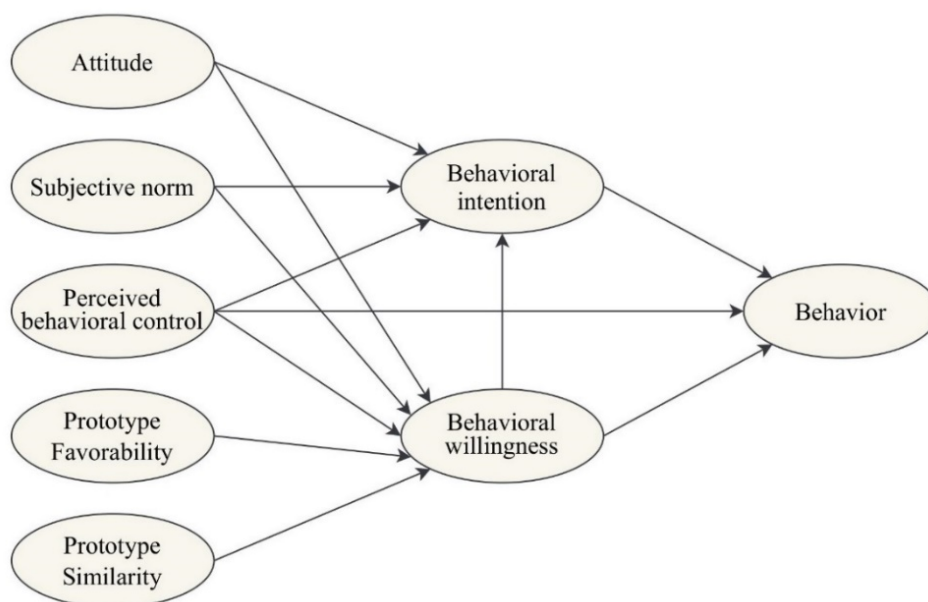 Attitude
Subjective norm
Perceived
behavioral control
Prototype
Favorability
Prototype
Similarity
Behavioral
intention
Behavioral
willingness
Behavior